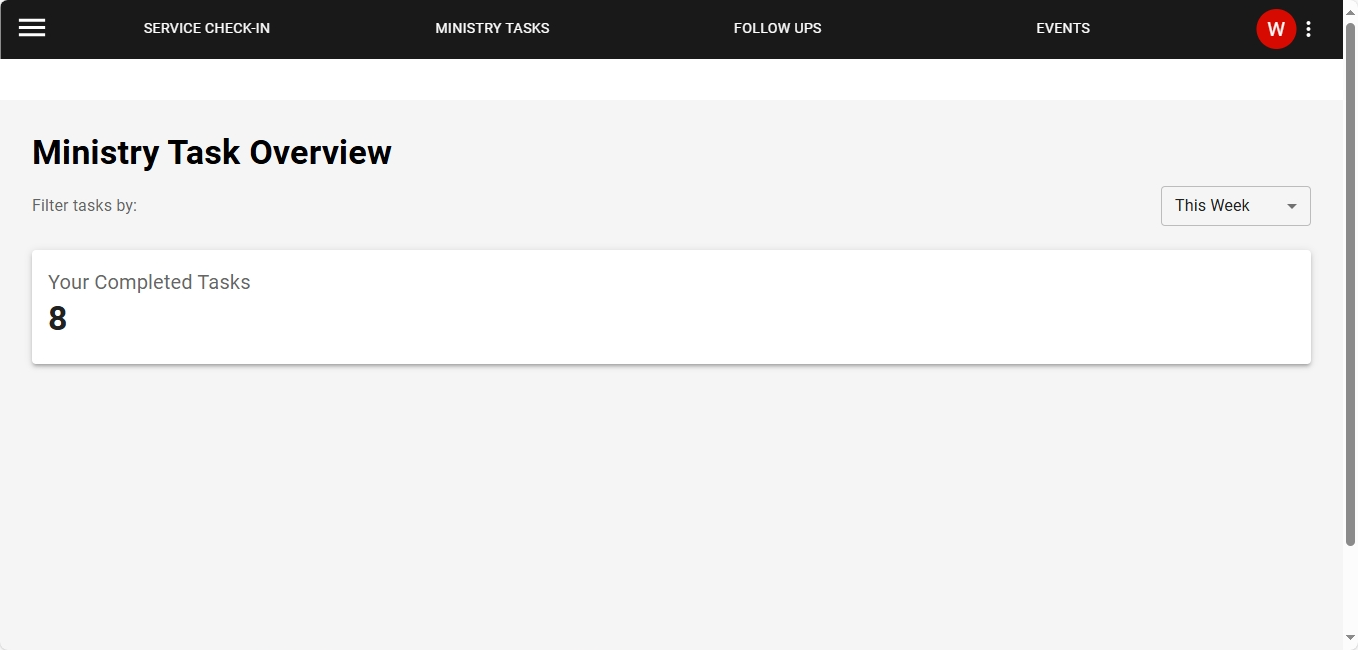 SERVICE CHECK-IN MINISTRY TASKS FOLLOW UPS EVENTS W
Ministry Task Overview
Filter tasks by: This Week
Your Completed Tasks
8